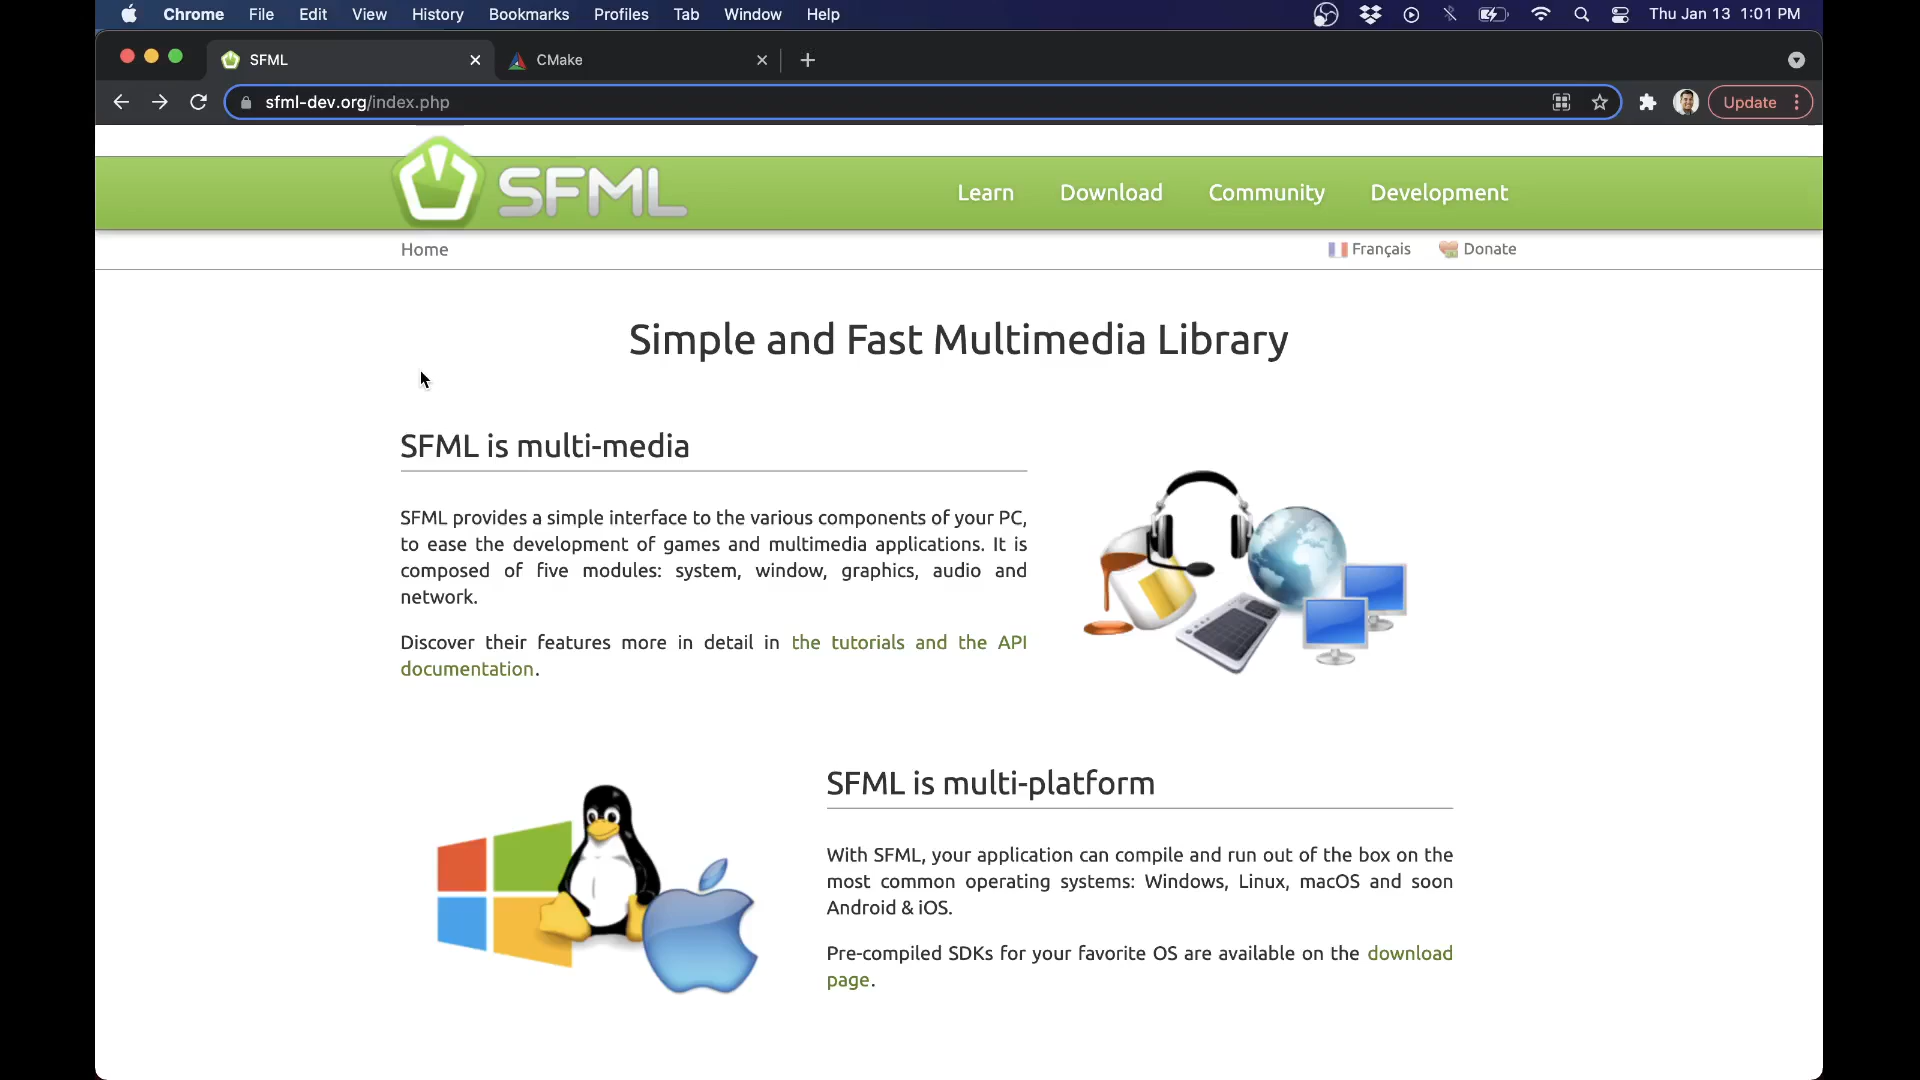 Chrome File Edit View History Bookmarks Profiles Tab Window Help Thu Jan 13 1:01 PM
SFML CMake
sfml-dev.org/index.php Update
SFML Learn Download Community Development
Home Français Donate
Simple and Fast Multimedia Library
SFML is multi-media
SFML provides a simple interface to the various components of your PC,
to ease the development of games and multimedia applications. It is
composed of five modules: system, window, graphics, audio and
network.
Discover their features more in detail in the tutorials and the API
documentation.
SFML is multi-platform
With SFML, your application can compile and run out of the box on the
most common operating systems: Windows, Linux, macOS and soon
Android & iOS.
Pre-compiled SDKs for your favorite OS are available on the download
page.